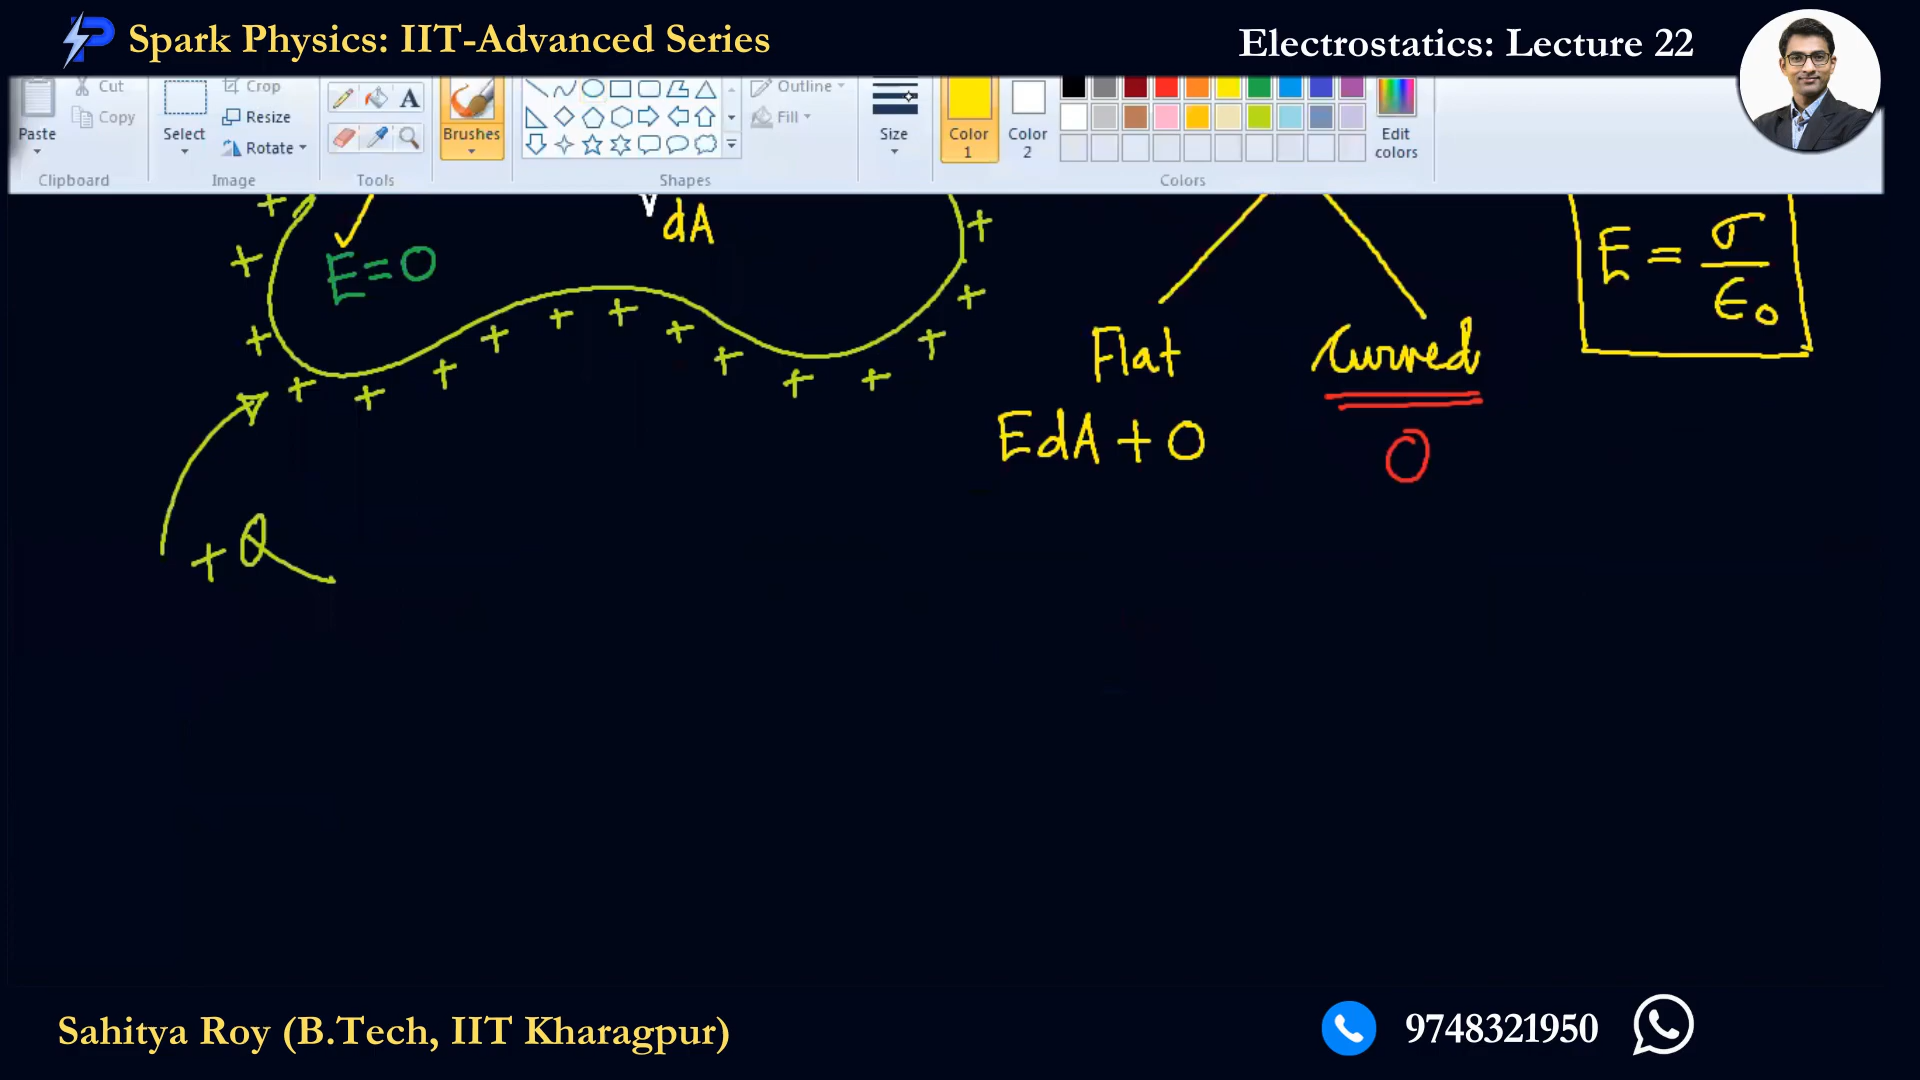 Spark Physics: IIT-Advanced Series
Electrostatics: Lecture 22
Cut
Crop
Outline
Copy
Resize
Fill
Paste
Select
Rotate
A
Brushes
Size
Color 1
Color 2
Edit colors
Clipboard
Image
Tools
Shapes
Colors
dA
E=0
E = σ/ϵ0
Flat
Curved
EdA + 0
0
+Q
Sahitya Roy (B.Tech, IIT Kharagpur)
9748321950